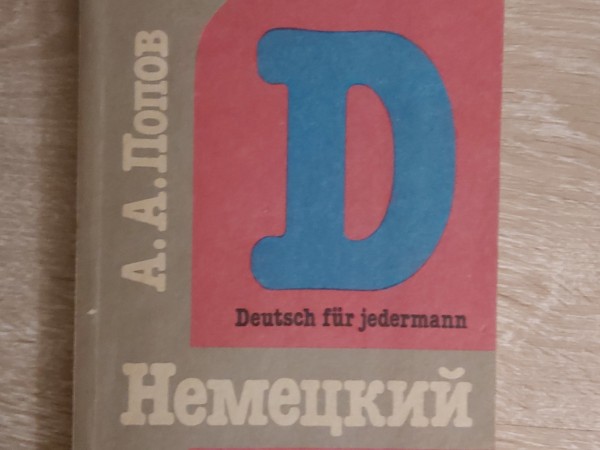 А. А. Попов
D
Deutsch für jedermann
Немецкий